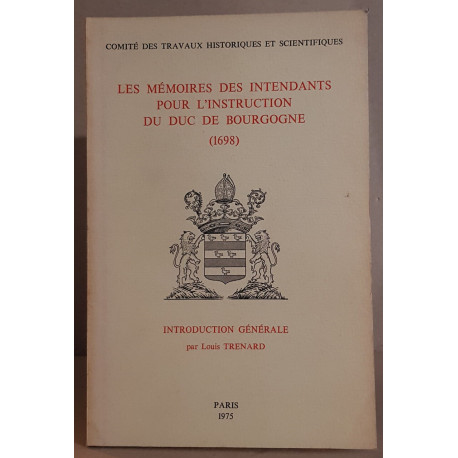 COMITÉ DES TRAVAUX HISTORIQUES ET SCIENTIFIQUES
LES MÉMOIRES DES INTENDANTS
POUR L'INSTRUCTION
DU DUC DE BOURGOGNE
(1698)
INTRODUCTION GÉNÉRALE
par Louis TRENARD
PARIS
1975